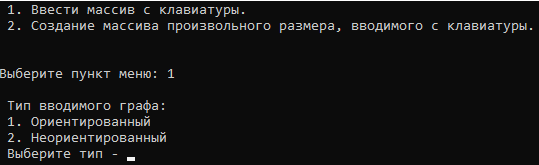 1. Ввести массив с клавиатуры.
2. Создание массива произвольного размера, вводимого с клавиатуры.
Выберите пункт меню: 1
Тип вводимого графа:
1. Ориентированный
2. Неориентированный
Выберите тип -